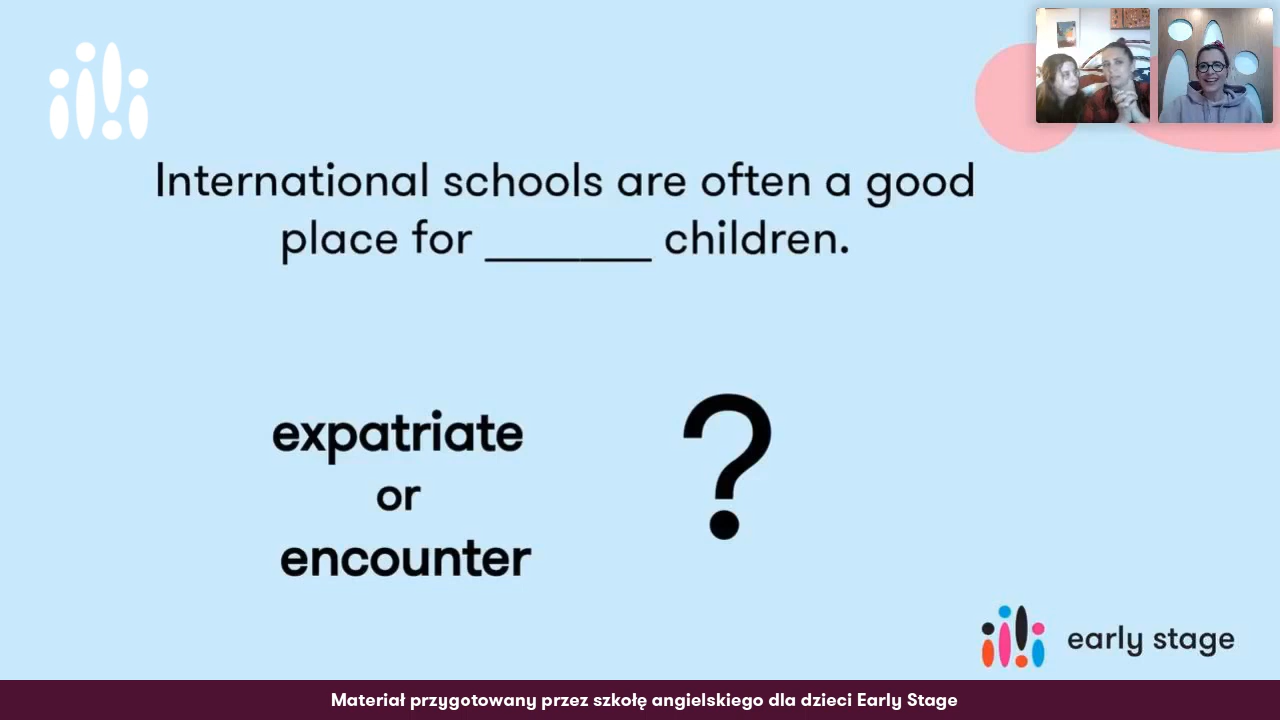 International schools are often a good
place for _______ children.
expatriate
or
encounter
?
early stage
Materiał przygotowany przez szkołę angielskiego dla dzieci Early Stage